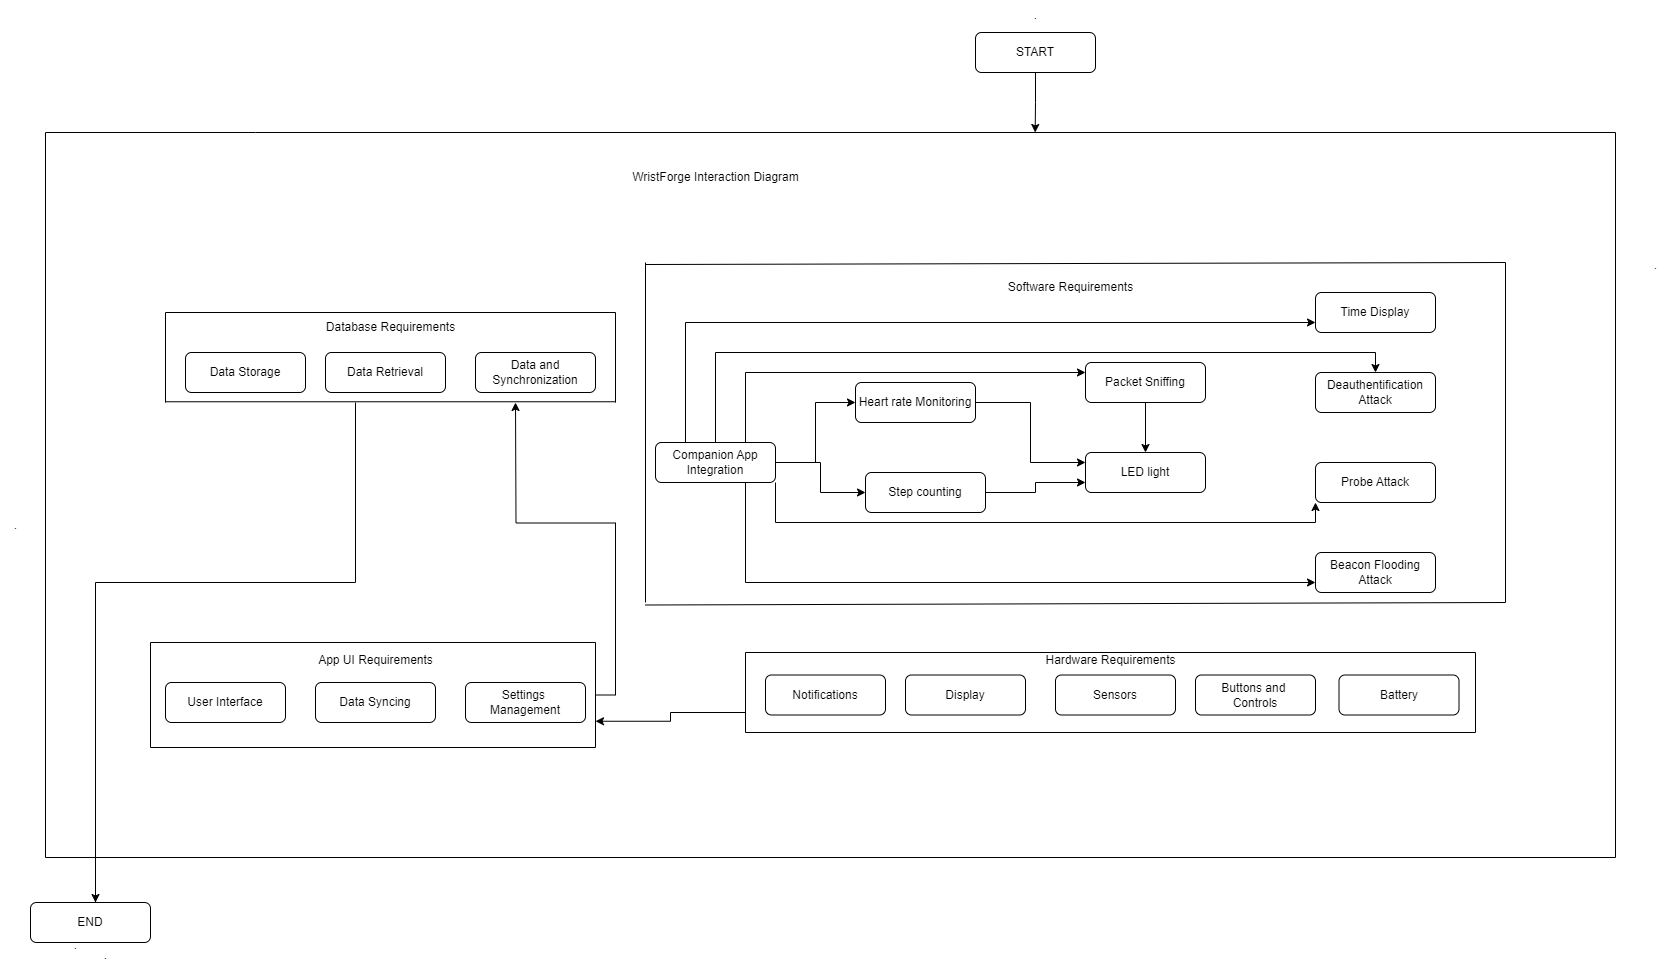 START
WristForge Interaction Diagram
Software Requirements
Time Display
Database Requirements
Data Storage
Data Retrieval
Data and
Synchronization
Packet Sniffing
Deauthentification
Attack
Heart rate Monitoring
Companion App
Integration
LED light
Probe Attack
Step counting
Beacon Flooding
Attack
App UI Requirements
User Interface
Data Syncing
Settings
Management
Hardware Requirements
Notifications
Display
Sensors
Buttons and
Controls
Battery
END